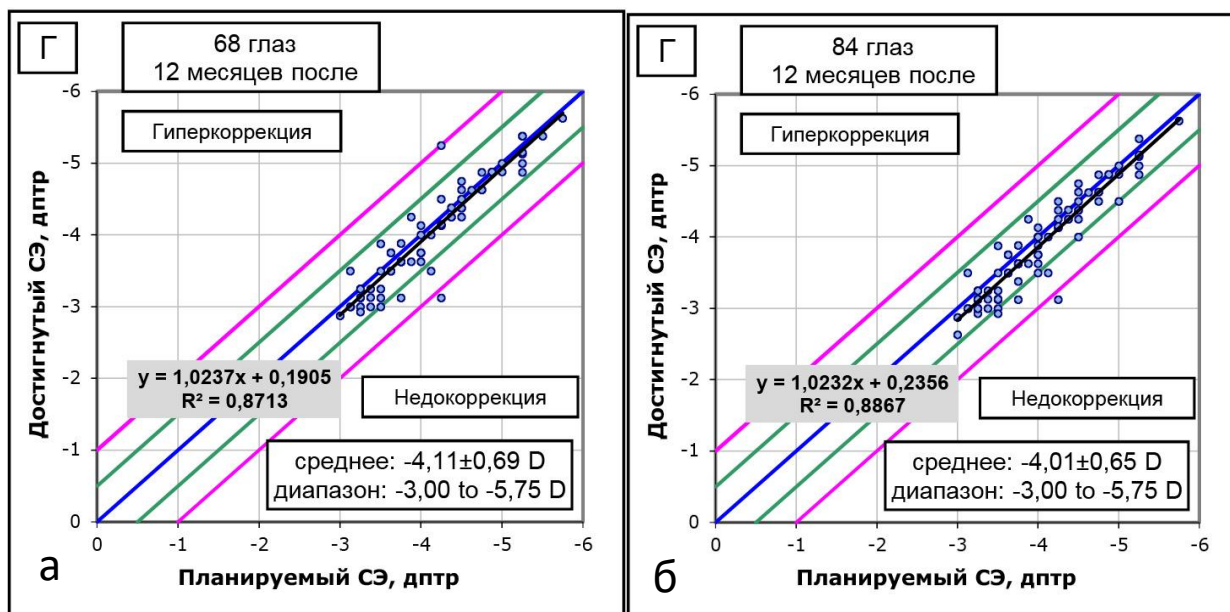 Г
68 глаз
12 месяцев после
-6
Гиперкоррекция
-5
-4
-3
-2
-1
0
y = 1,0237x + 0,1905
R² = 0,8713
Недокоррекция
среднее: -4,11±0,69 D
диапазон: -3,00 to -5,75 D
0 -1 -2 -3 -4 -5 -6
Достигнутый СЭ, дптр
Планируемый СЭ, дптр
а
Г
84 глаз
12 месяцев после
-6
Гиперкоррекция
-5
-4
-3
-2
-1
0
y = 1,0232x + 0,2356
R² = 0,8867
Недокоррекция
среднее: -4,01±0,65 D
диапазон: -3,00 to -5,75 D
0 -1 -2 -3 -4 -5 -6
Достигнутый СЭ, дптр
Планируемый СЭ, дптр
б